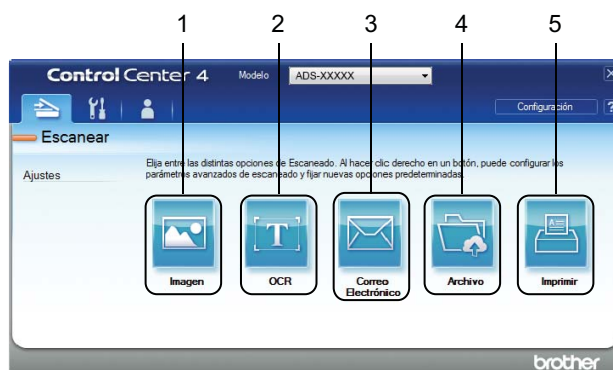 1 2 3 4 5
Control Center 4 Modelo ADS-XXXXX
Configuración ?
Escanear
Ajustes
Elija entre las distintas opciones de Escaneado. Al hacer clic derecho en un botón, puede configurar los
parámetros avanzados de escaneado y fijar nuevas opciones predeterminadas.
T
Imagen OCR Correo Electrónico Archivo Imprimir
brother